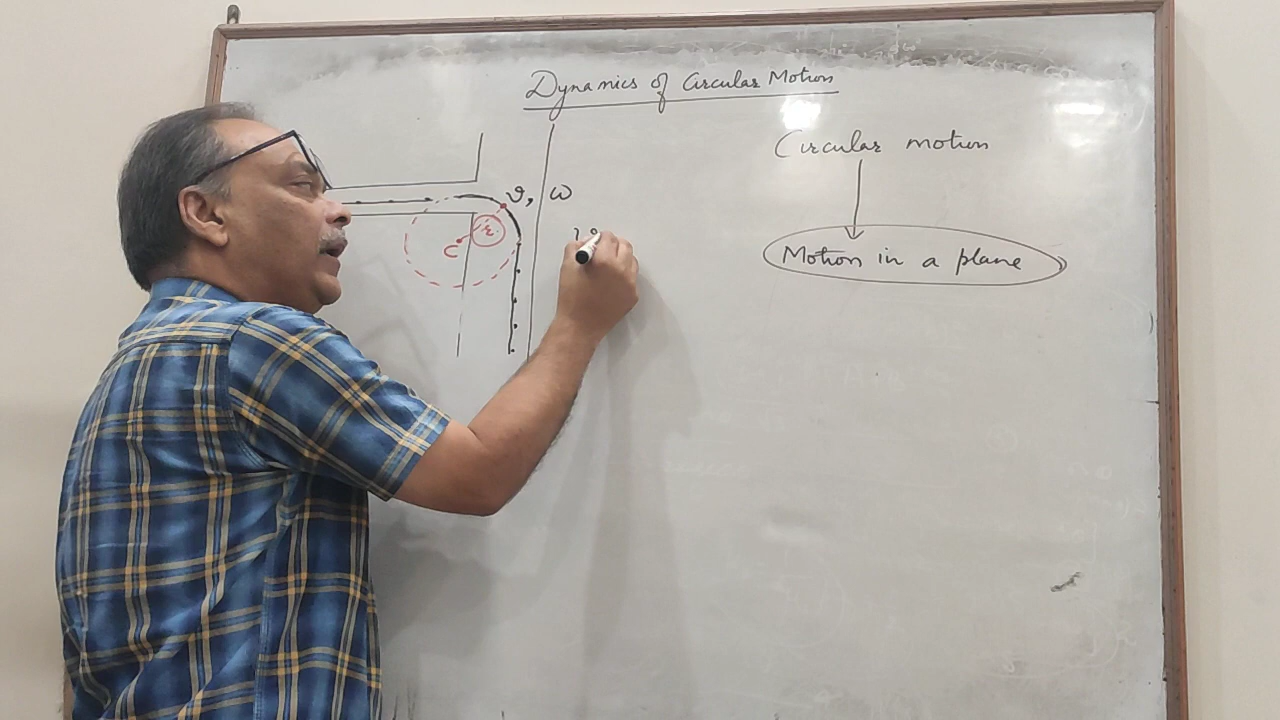 Dynamics of Circular Motion
Circular motion
v, ω
C
r
Motion in a plane